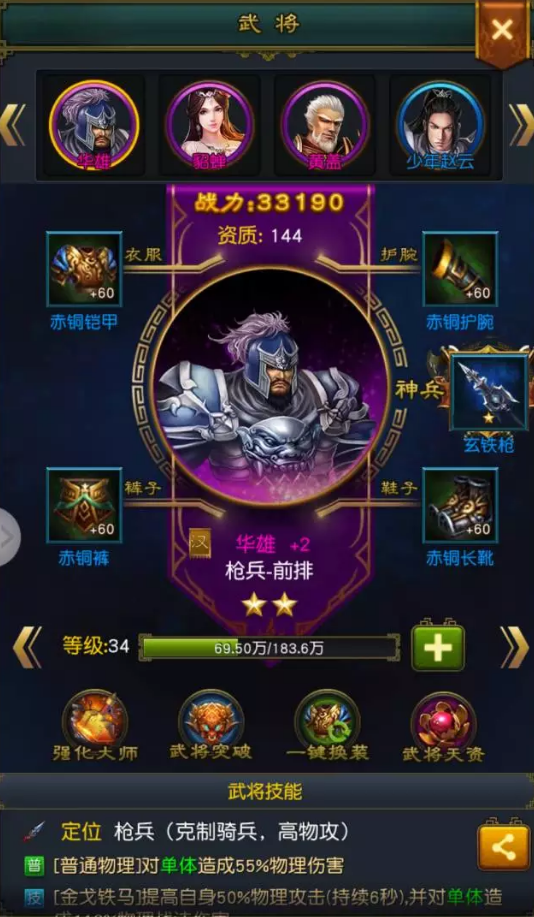 武将
华雄
貂蝉
黄盖
少年赵云
战力:33190
资质: 144
衣服
护腕
+60
+60
赤铜铠甲
赤铜护腕
神兵
玄铁枪
裤子
鞋子
+60
+60
赤铜裤
赤铜长靴
汉
华雄 +2
枪兵-前排
等级:34
69.50万/183.6万
强化大师
武将突破
一键换装
武将天资
武将技能
定位 枪兵（克制骑兵，高物攻）
普 [普通物理]对单体造成55%物理伤害
技 [金戈铁马]提高自身50%物理攻击(持续6秒),并对单体造